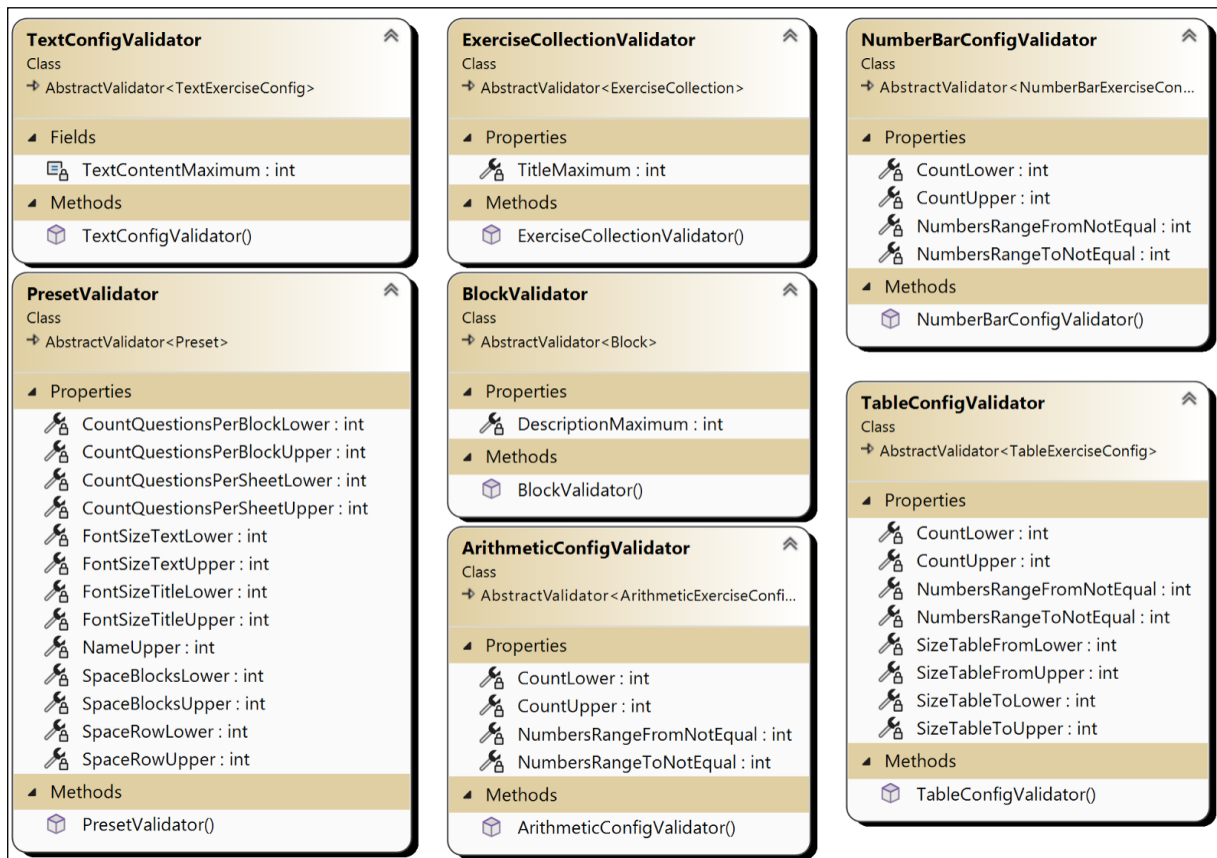 TextConfigValidator
Class
AbstractValidator<TextExerciseConfig>
Fields
TextContentMaximum : int
Methods
TextConfigValidator()
PresetValidator
Class
AbstractValidator<Preset>
Properties
CountQuestionsPerBlockLower : int
CountQuestionsPerBlockUpper : int
CountQuestionsPerSheetLower : int
CountQuestionsPerSheetUpper : int
FontSizeTextLower : int
FontSizeTextUpper : int
FontSizeTitleLower : int
FontSizeTitleUpper : int
NameUpper : int
SpaceBlocksLower : int
SpaceBlocksUpper : int
SpaceRowLower : int
SpaceRowUpper : int
Methods
PresetValidator()
ExerciseCollectionValidator
Class
AbstractValidator<ExerciseCollection>
Properties
TitleMaximum : int
Methods
ExerciseCollectionValidator()
BlockValidator
Class
AbstractValidator<Block>
Properties
DescriptionMaximum : int
Methods
BlockValidator()
ArithmeticConfigValidator
Class
AbstractValidator<ArithmeticExerciseConfi...
Properties
CountLower : int
CountUpper : int
NumbersRangeFromNotEqual : int
NumbersRangeToNotEqual : int
Methods
ArithmeticConfigValidator()
NumberBarConfigValidator
Class
AbstractValidator<NumberBarExerciseCon...
Properties
CountLower : int
CountUpper : int
NumbersRangeFromNotEqual : int
NumbersRangeToNotEqual : int
Methods
NumberBarConfigValidator()
TableConfigValidator
Class
AbstractValidator<TableExerciseConfig>
Properties
CountLower : int
CountUpper : int
NumbersRangeFromNotEqual : int
NumbersRangeToNotEqual : int
SizeTableFromLower : int
SizeTableFromUpper : int
SizeTableToLower : int
SizeTableToUpper : int
Methods
TableConfigValidator()